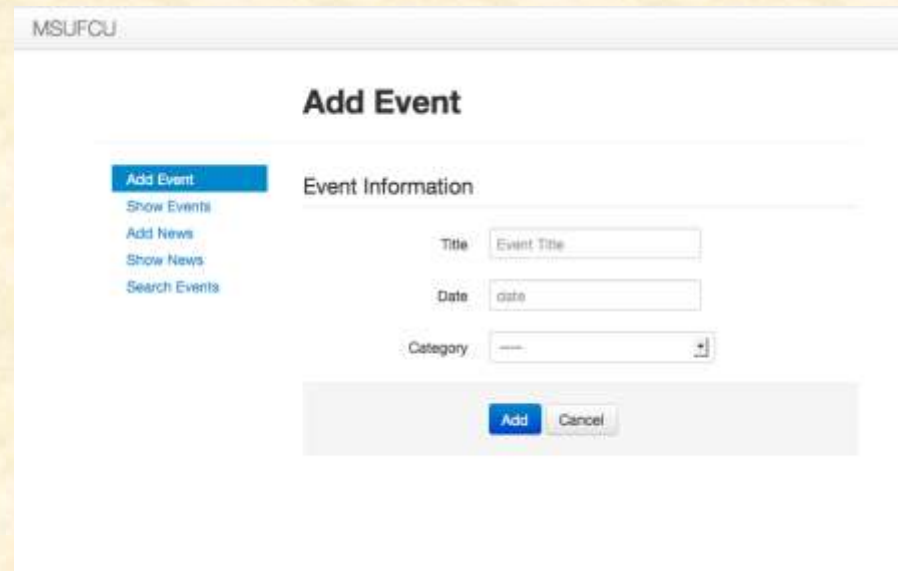 MSUFCU
Add Event
Add Event
Show Events
Add News
Show News
Search Events
Event Information
Title Event Title
Date date
Category ----
Add Cancel